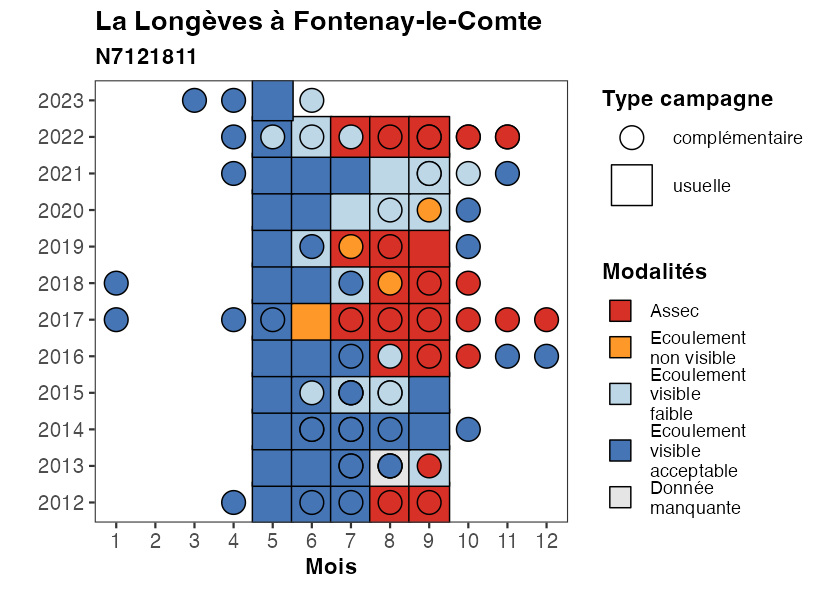 La Longèves à Fontenay-le-Comte
N7121811
2023
2022
2021
2020
2019
2018
2017
2016
2015
2014
2013
2012
1 2 3 4 5 6 7 8 9 10 11 12
Mois
Type campagne
complémentaire
usuelle
Modalités
Assec
Ecoulement
non visible
Ecoulement
visible
faible
Ecoulement
visible
acceptable
Donnée
manquante